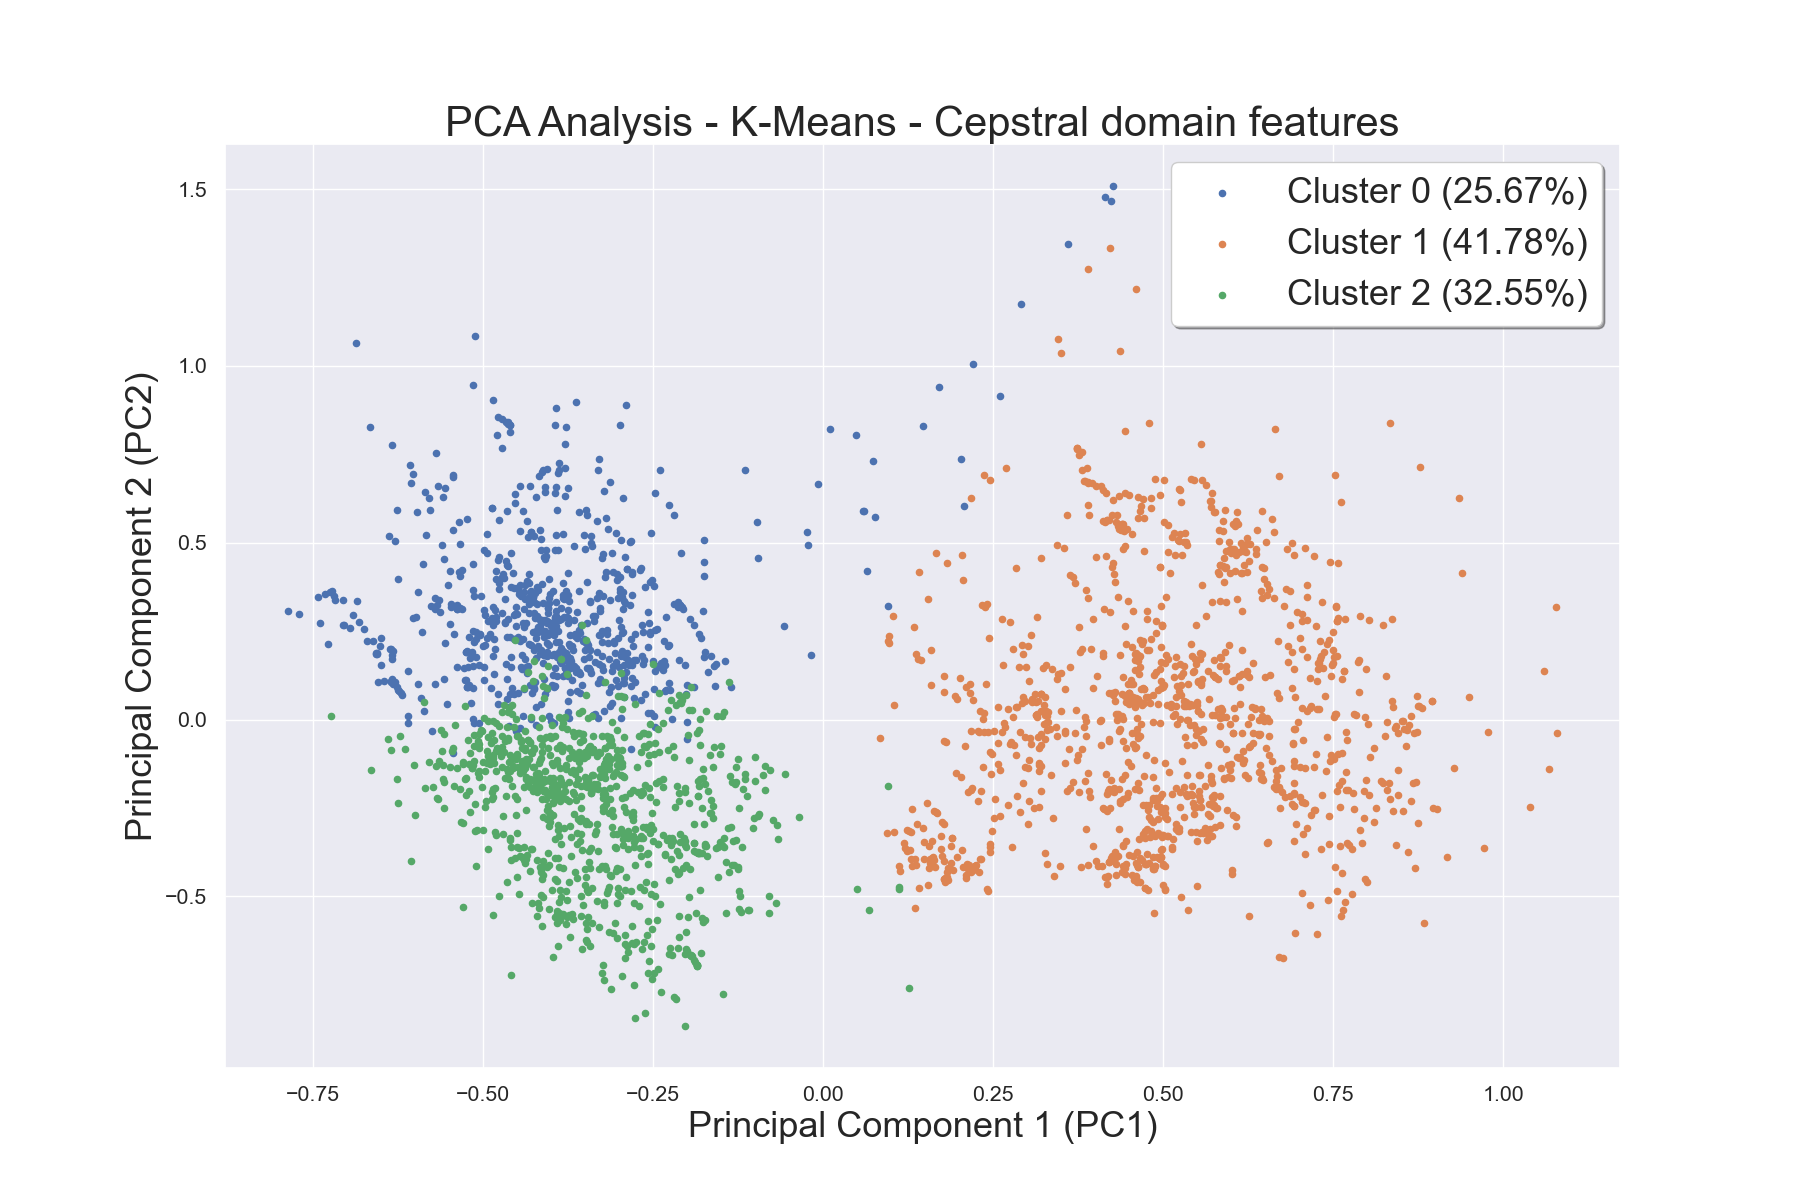 PCA Analysis - K-Means - Cepstral domain features
Cluster 0 (25.67%)
Cluster 1 (41.78%)
Cluster 2 (32.55%)
Principal Component 2 (PC2)
1.5
1.0
0.5
0.0
−0.5
−0.75
−0.50
−0.25
0.00
0.25
0.50
0.75
1.00
Principal Component 1 (PC1)